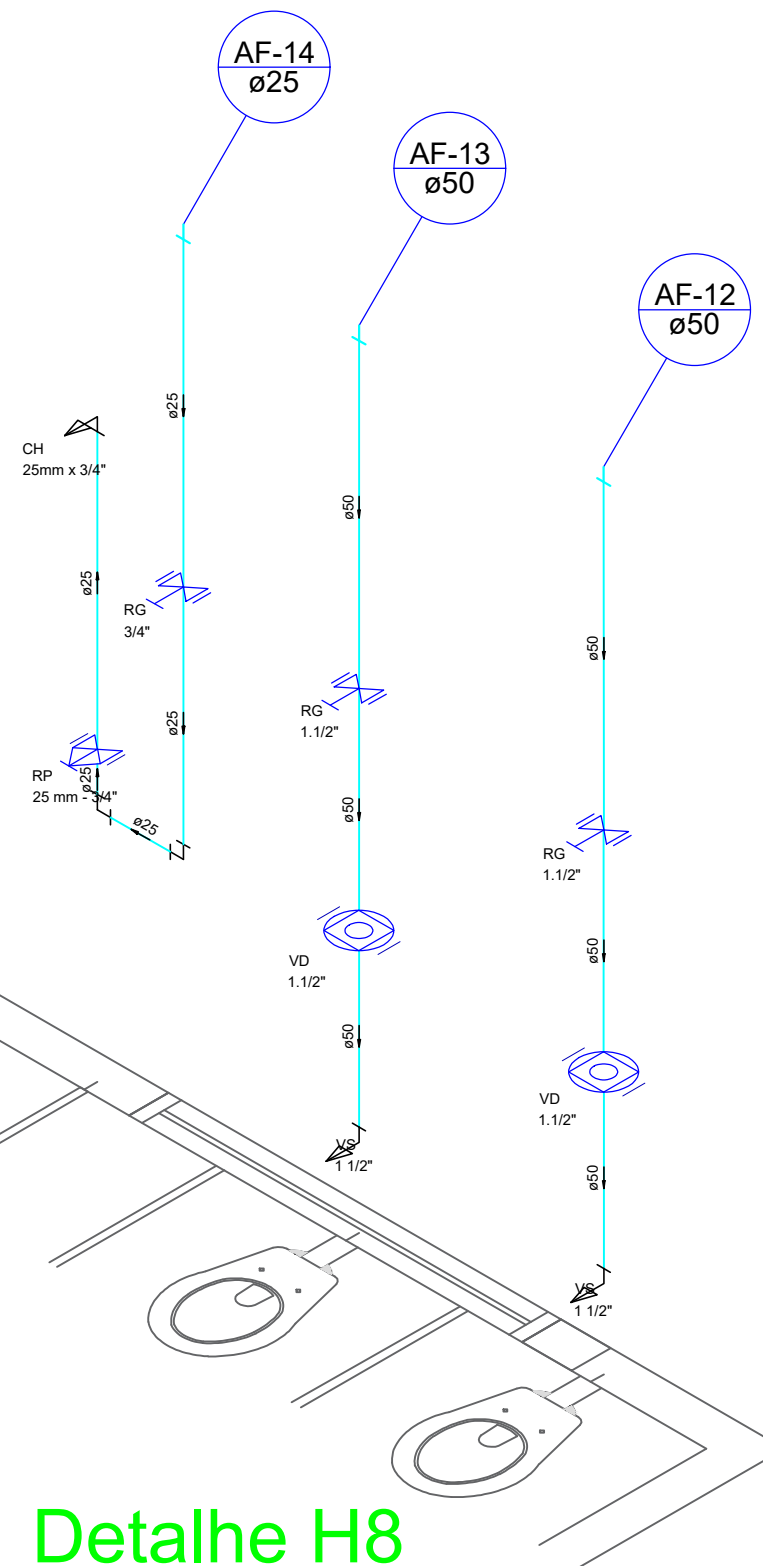 AF-14
ø25
AF-13
ø50
AF-12
ø50
ø25
CH
25mm x 3/4"
ø50
ø25
RG
3/4"
ø50
RG
1.1/2"
ø25
RP
25 mm - 3/4"
ø25
ø25
ø50
RG
1.1/2"
VD
1.1/2"
ø50
ø50
VD
1.1/2"
VS
1 1/2"
ø50
VS
1 1/2"
Detalhe H8